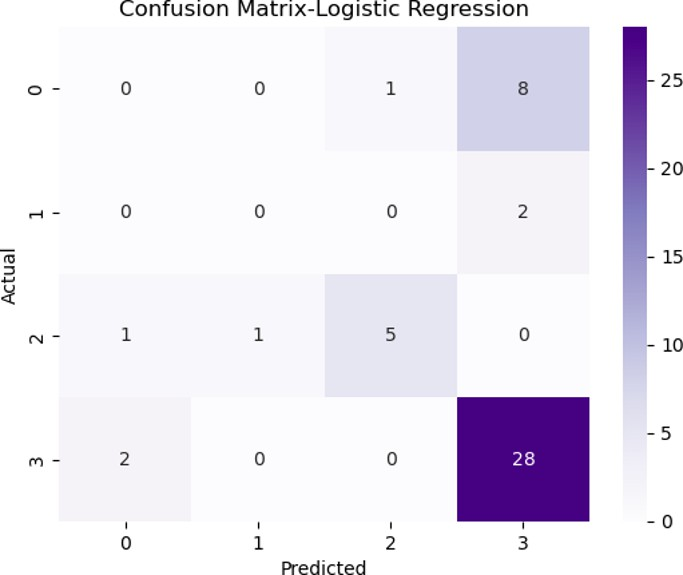 Confusion Matrix-Logistic Regression
0 0 0 1 8 25
1 0 0 0 2 20
15
Actual
2 1 1 5 0 10
5
3 2 0 0 28
0
0 1 2 3
Predicted